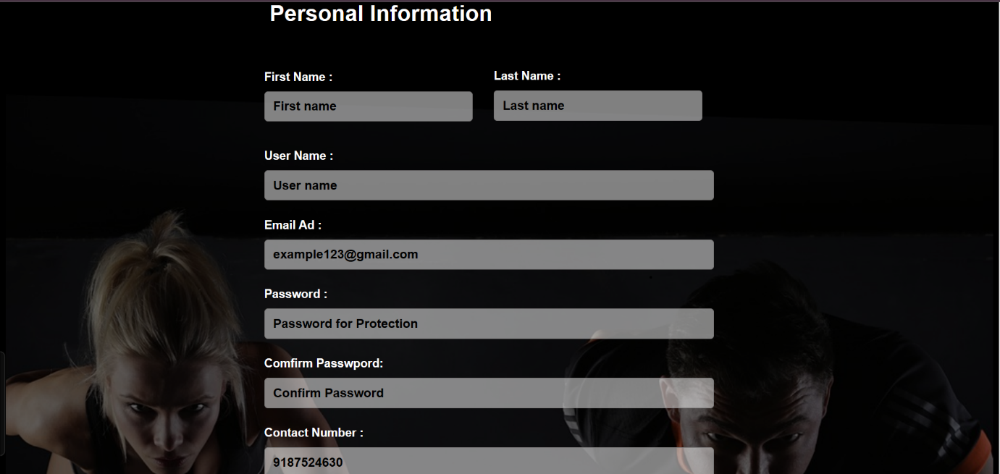 Personal Information
First Name :
Last Name :
First name
Last name
User Name :
User name
Email Ad :
example123@gmail.com
Password :
Password for Protection
Comfirm Passwpord:
Confirm Password
Contact Number :
9187524630